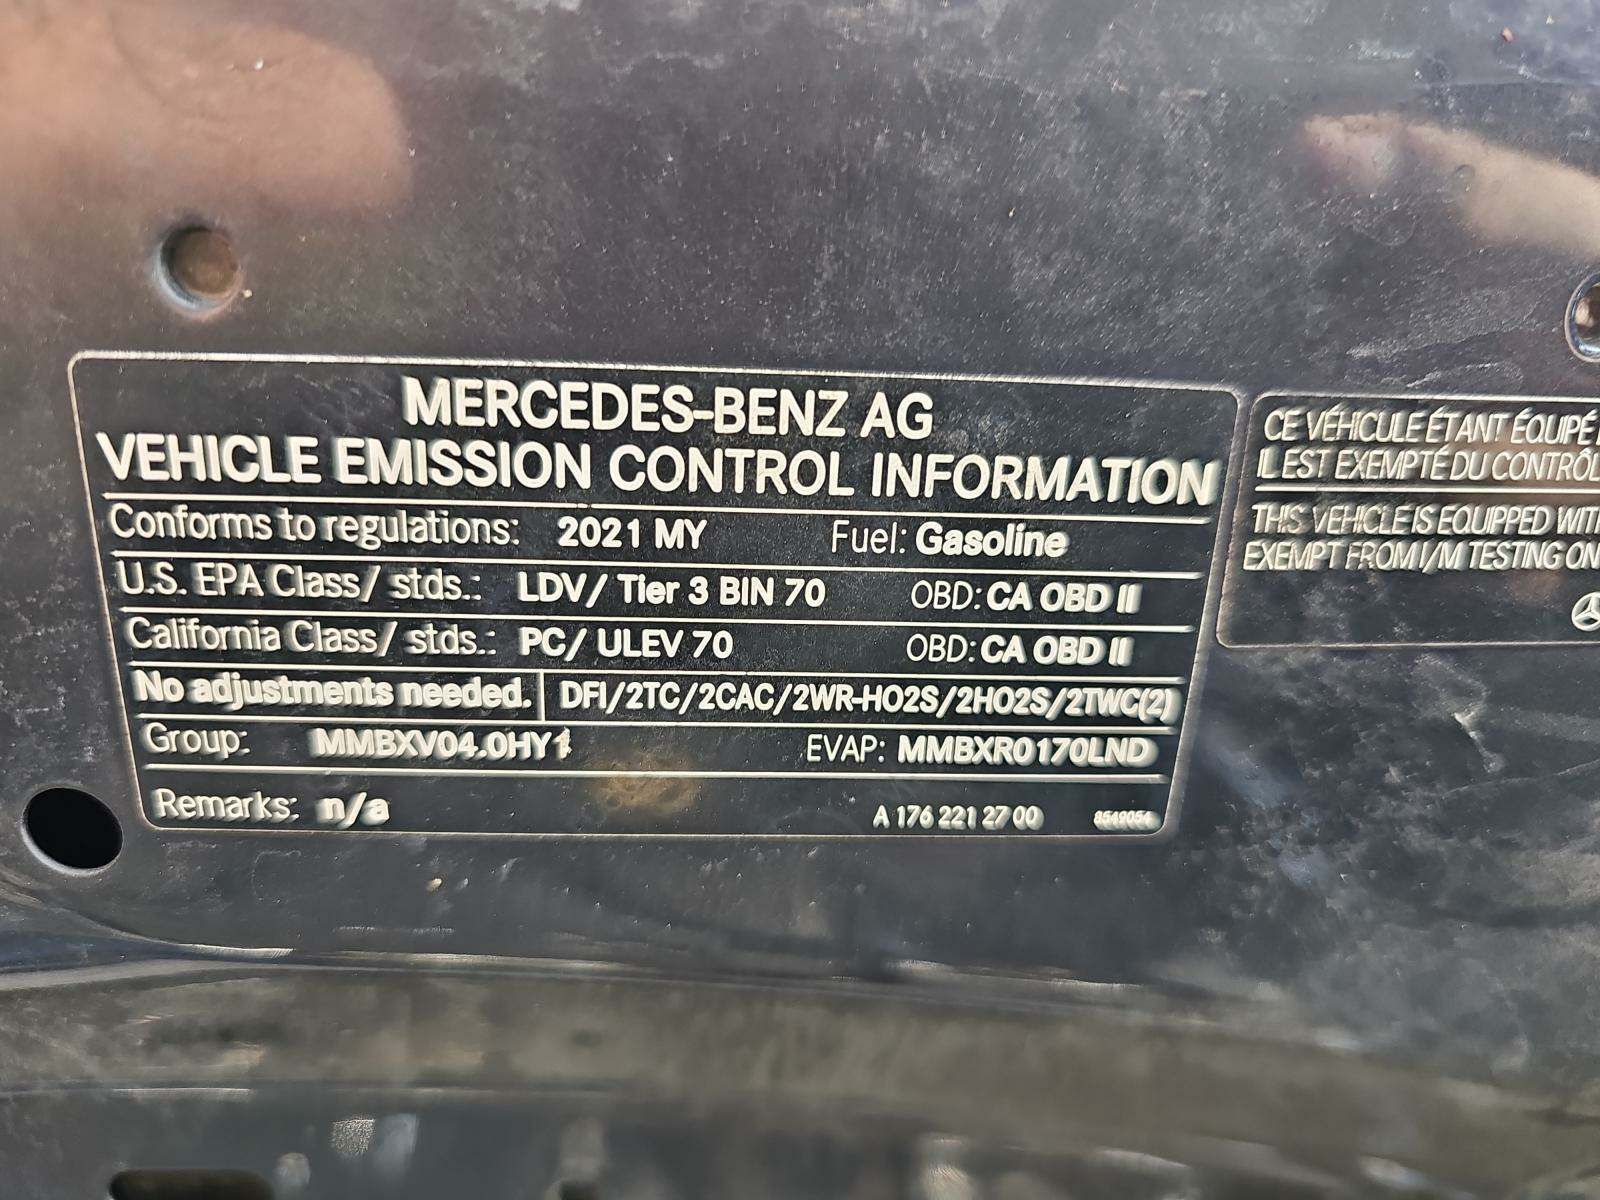 MERCEDES-BENZ AG
VEHICLE EMISSION CONTROL INFORMATION
Conforms to regulations: 2021 MY Fuel: Gasoline
U.S. EPA Class/ stds.: LDV/ Tier 3 BIN 70 OBD: CA OBD II
California Class/ stds.: PC/ ULEV 70 OBD: CA OBD II
No adjustments needed. DFI/2TC/2CAC/2WR-HO2S/2HO2S/2TWC(2)
Group: MMBXV04.0HY1 EVAP: MMBXR0170LND
Remarks: n/a A 176 221 27 00
CE VÉHICULE ÉTANT ÉQUIPÉ
IL EST EXEMPTÉ DU CONTRÔL
THIS VEHICLE IS EQUIPPED WIT
EXEMPT FROM I/M TESTING ON